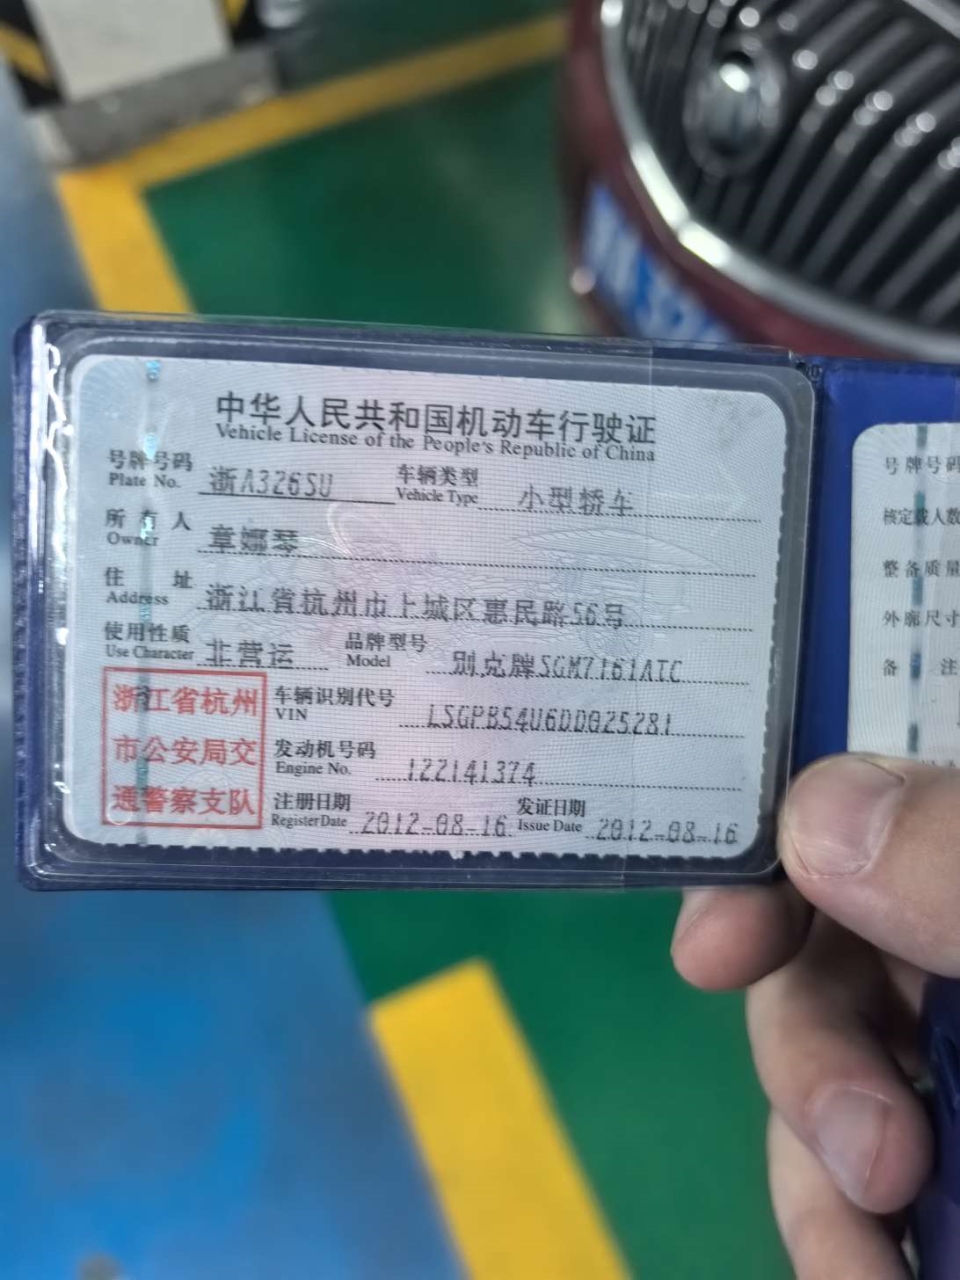 中华人民共和国机动车行驶证
Vehicle License of the People's Republic of China
号牌号码 浙A326SU 车辆类型 小型轿车
Plate No. Vehicle Type
所有人 章娜琴
Owner
住址 浙江省杭州市上城区惠民路56号
Address
使用性质 非营运 品牌型号 别克牌SGM7161ATC
Use Character Model
浙江省杭州
市公安局交
通警察支队
车辆识别代号 LSGPB54U6DD025281
VIN
发动机号码 122141374
Engine No.
注册日期 2012-08-16 发证日期 2012-08-16
Register Date Issue Date
号牌号码
核定载人数
整备质量
外廓尺寸
备注